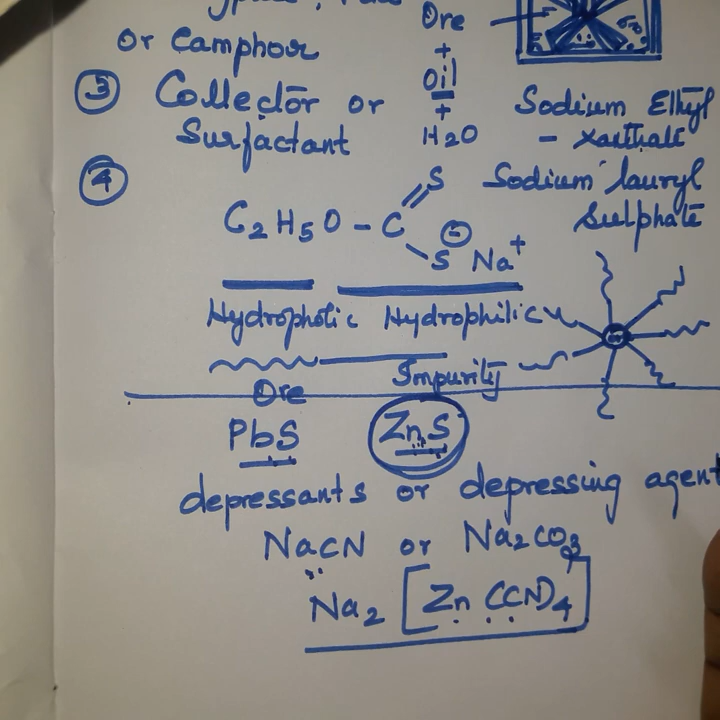 Ore
or Camphor
+
Oil
③ Collector or
+
Surfactant
H2O
Sodium Ethyl
- xanthate
④
Sodium lauryl
Sulphate
S
C2H5O - C
S⊖ Na+
Hydropholic Hydrophilic
Ore
Impurity
PbS ZnS
depressants or depressing agent
NaCN or Na2CO3
Na2 [Zn (CN)4]